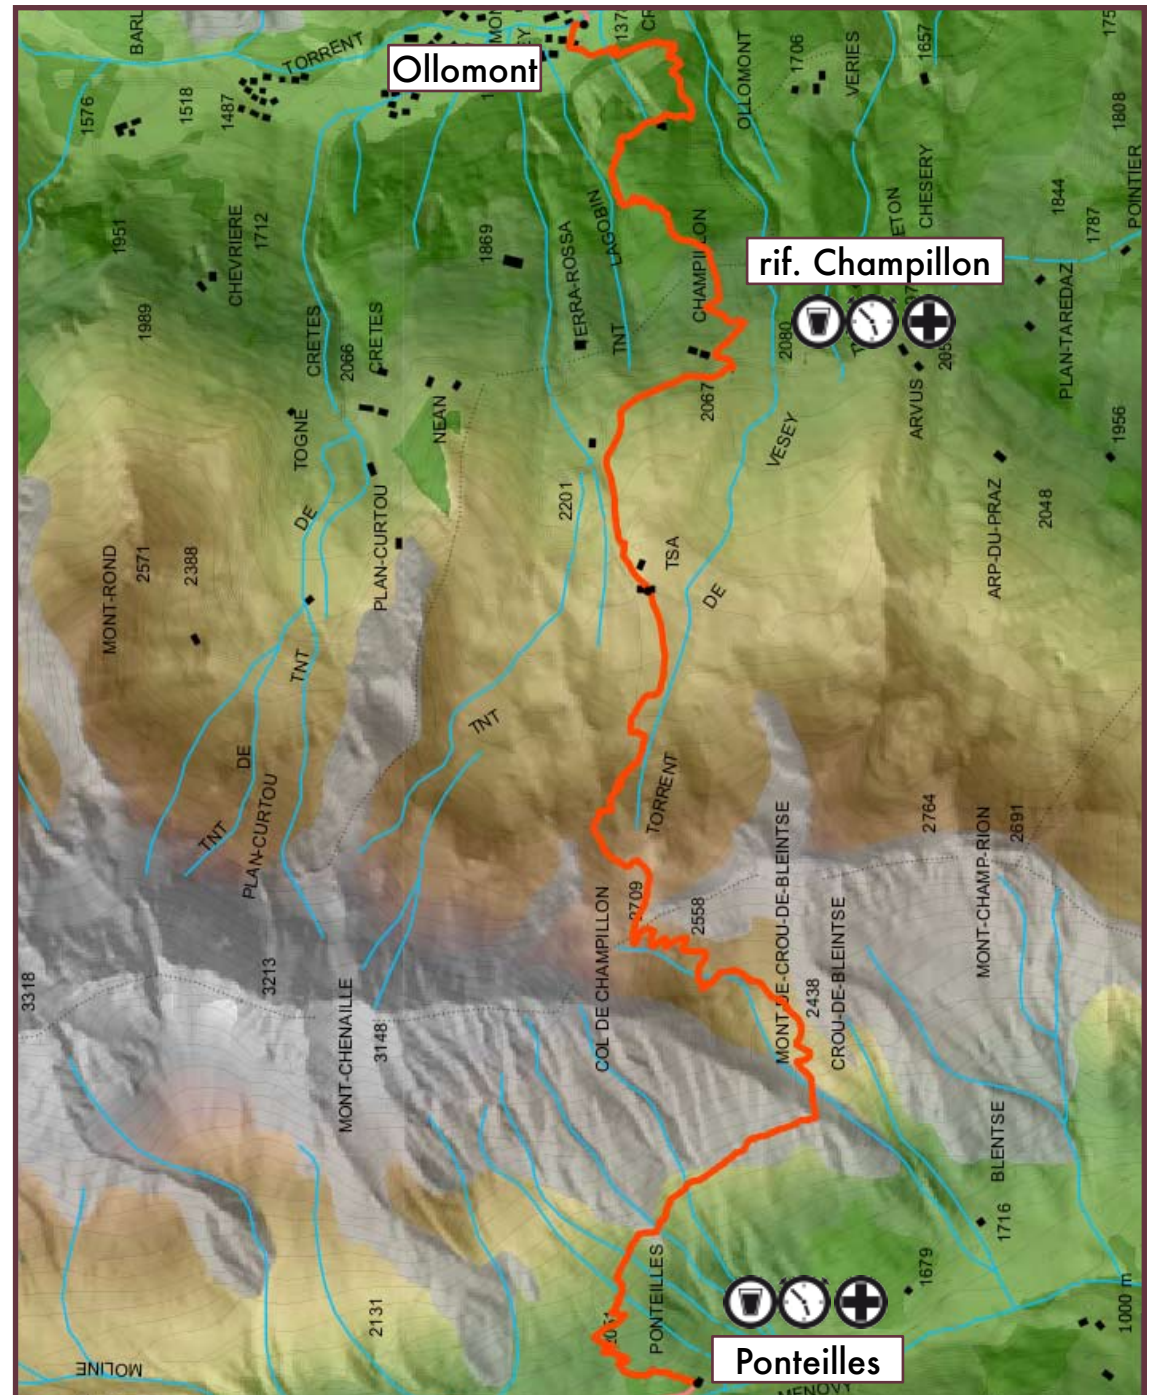 Ollomont
rif. Champillon
Ponteilles
TORRENT
1576
1518
1487
1706
VERIES
1657
OLLOMONT
1808
POINTIER
1951
CHEVRIERE
1712
1989
1869
TERRA-ROSSA
LAGOBIN
TNT
CHAMPILLON
CHESERY
1844
1787
PLAN-TAREDAZ
CRETES
2066
CRETES
2080
2067
ARVUS
1956
TOGNE
NEAN
VESEY
DE
2201
PLAN-CURTOU
TSA
DE
ARP-DU-PRAZ
2048
MONT-ROND
2571
2388
TNT
TNT
DE
TNT
PLAN-CURTOU
TORRENT
2764
MONT-CHAMP-RION
2691
COL DE CHAMPILLON
2709
2558
MONT-DE-CROU-DE-BLEINTSE
2438
CROU-DE-BLEINTSE
3318
3213
MONT-CHENAILLE
3148
BLENTSE
1716
1679
PONTEILLES
2131
MOLINE
MENOVY
1000 m